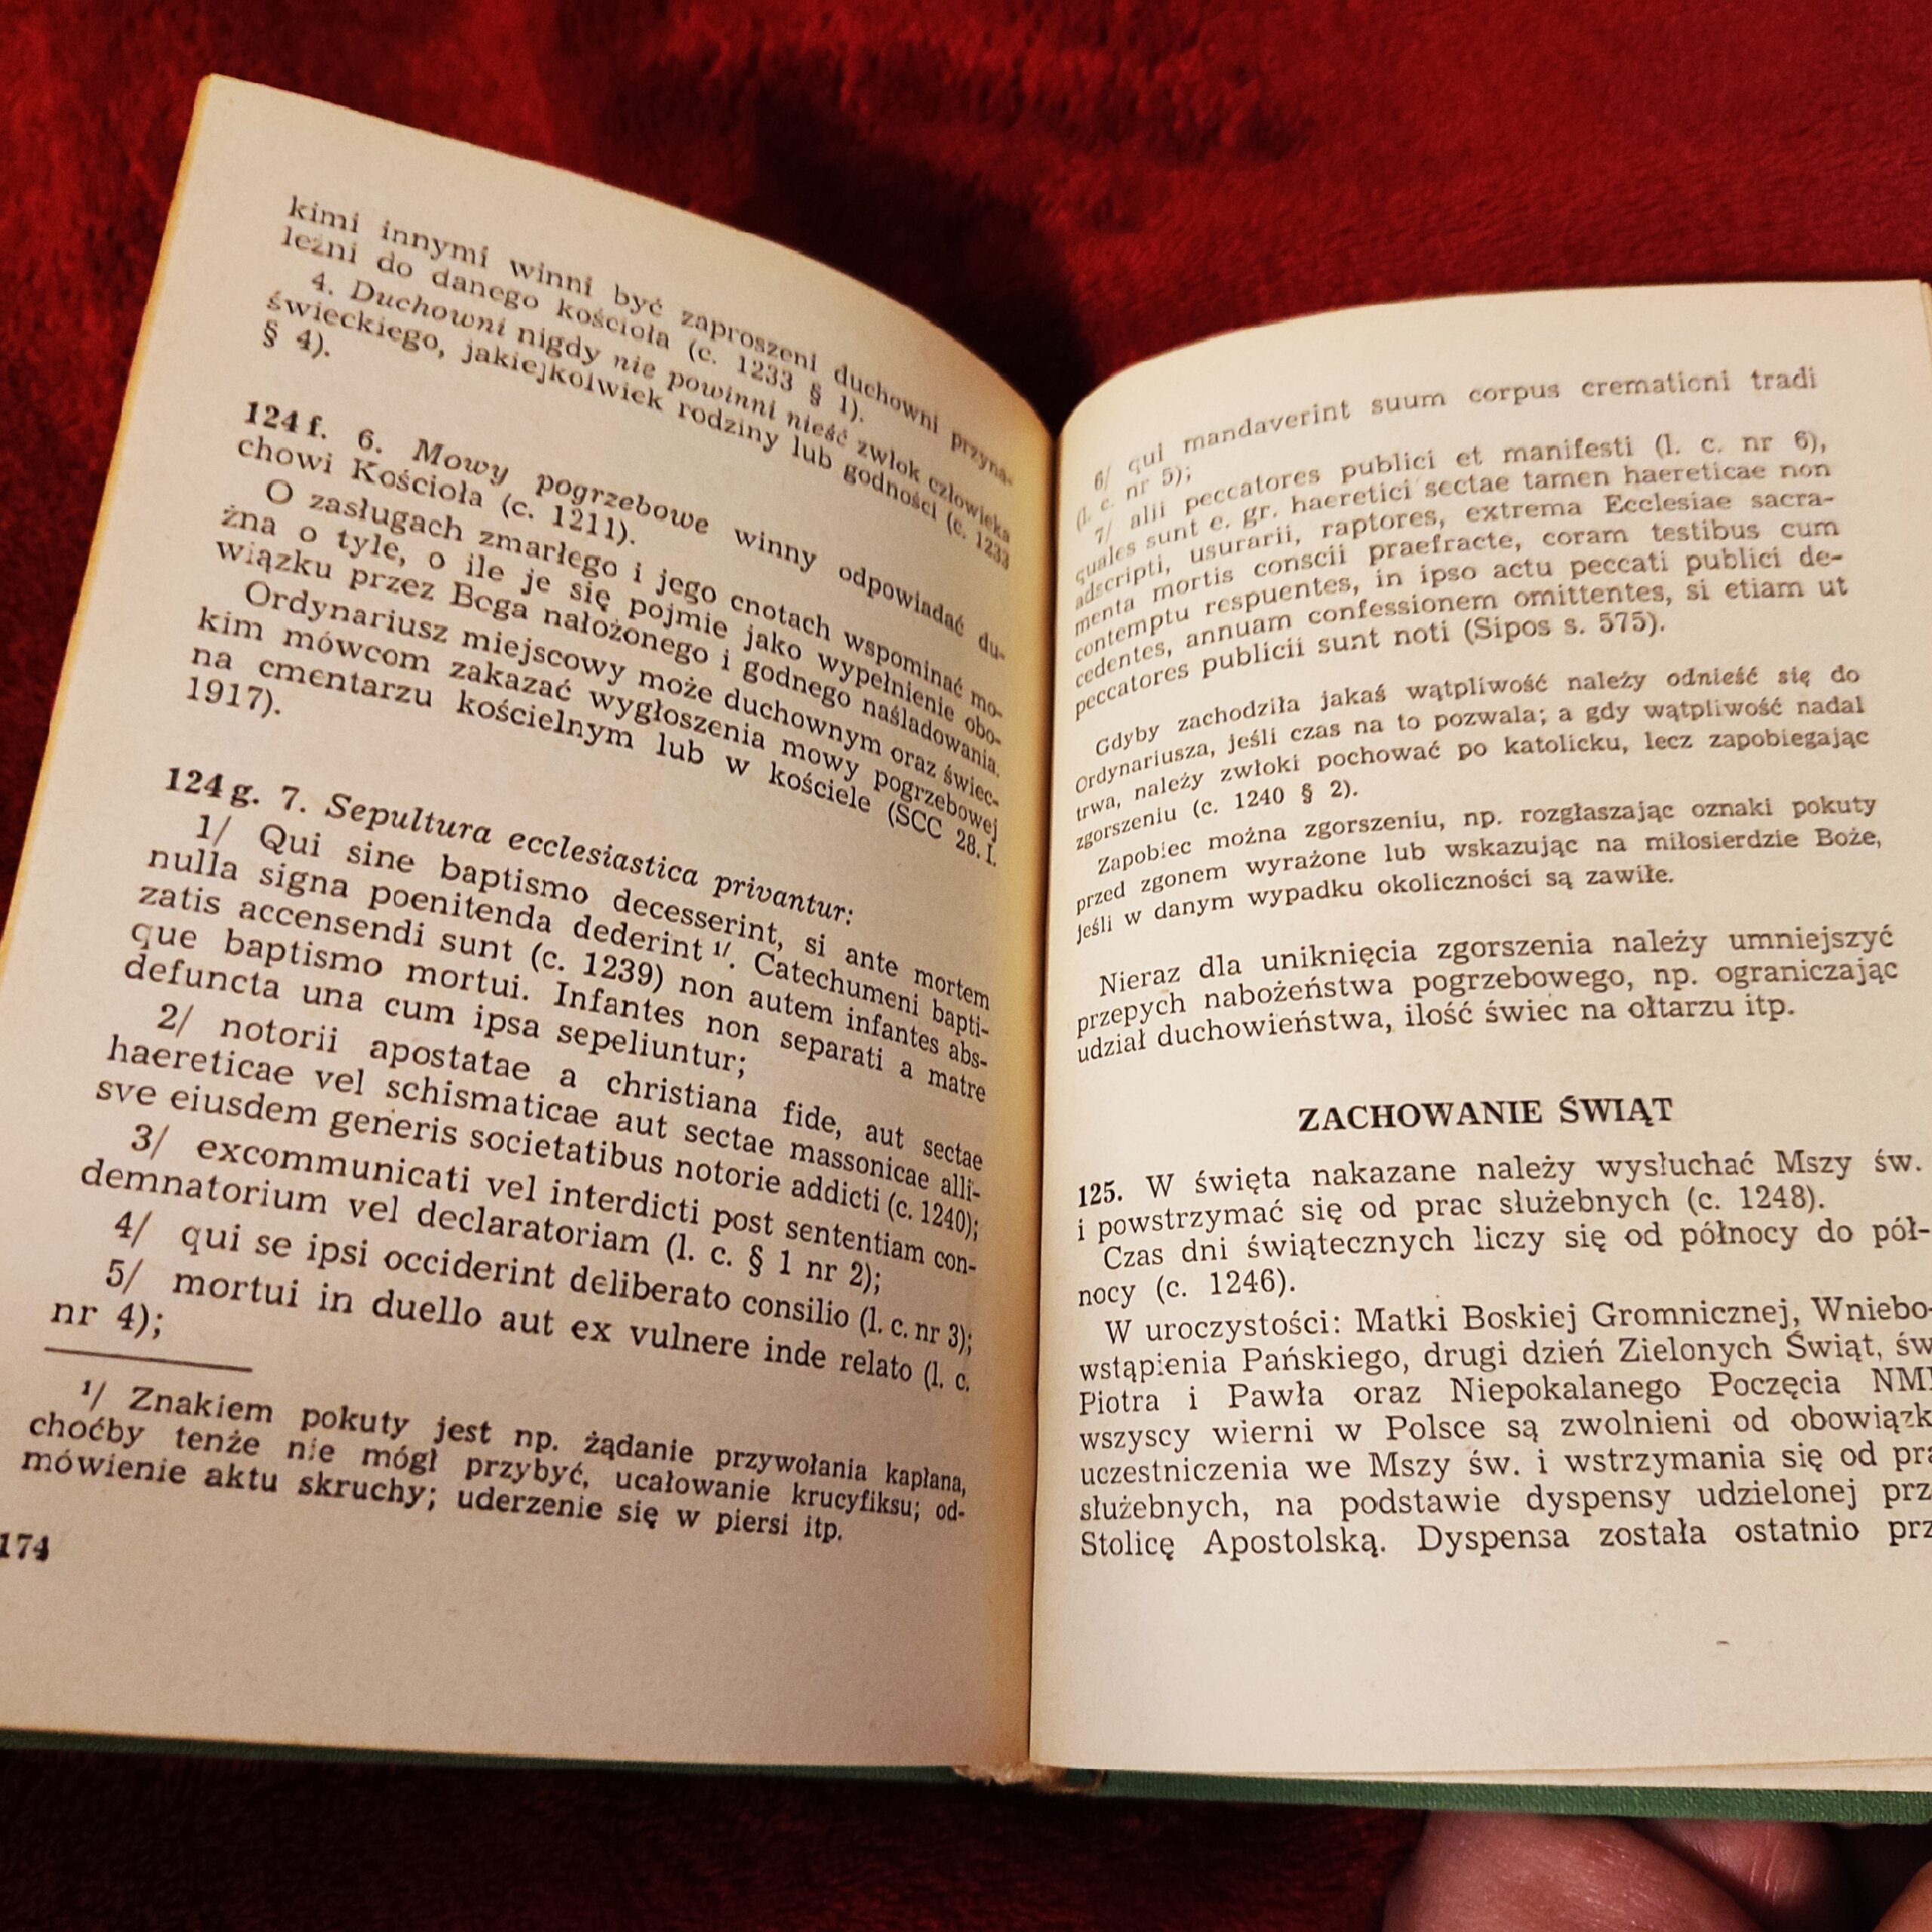 kimi innymi winni być zaproszeni duchowni przyna-
leżni do danego kościoła (c. 1233 § 1).
4. Duchowni nigdy nie powinni nieść zwłok człowieka
świeckiego, jakiejkolwiek rodziny lub godności (c. 1233
§ 4).
124 f. 6. Mowy pogrzebowe winny odpowiadać du-
chowi Kościoła (c. 1211).
O zasługach zmarłego i jego cnotach wspominać mo-
żna o tyle, o ile je się pojmie jako wypełnienie obo-
wiązku przez Boga nałożonego i godnego naśladowania.
Ordynariusz miejscowy może duchownym oraz świec-
kim mówcom zakazać wygłoszenia mowy pogrzebowej
na cmentarzu kościelnym lub w kościele (SCC 28. I.
1917).
124 g. 7. Sepultura ecclesiastica privantur:
1/ Qui sine baptismo decesserint, si ante mortem
nulla signa poenitenda dederint ¹/. Catechumeni bapti-
zatis accensendi sunt (c. 1239) non autem infantes abs-
que baptismo mortui. Infantes non separati a matre
defuncta una cum ipsa sepeliuntur;
2/ notorii apostatae a christiana fide, aut sectae
haereticae vel schismaticae aut sectae massonicae alli-
sve eiusdem generis societatibus notorie addicti (c. 1240);
3/ excommunicati vel interdicti post sententiam con-
demnatorium vel declaratoriam (l. c. § 1 nr 2);
4/ qui se ipsi occiderint deliberato consilio (l. c. nr 3);
5/ mortui in duello aut ex vulnere inde relato (l. c.
nr 4);
¹/ Znakiem pokuty jest np. żądanie przywołania kapłana,
choćby tenże nie mógł przybyć, ucałowanie krucyfiksu; od-
mówienie aktu skruchy; uderzenie się w piersi itp.
174
6/ qui mandaverint suum corpus cremationi tradi
(l. c. nr 5);
7/ alii peccatores publici et manifesti (l. c. nr 6),
quales sunt e. gr. haeretici sectae tamen haereticae non
adscripti, usurarii, raptores, extrema Ecclesiae sacra-
menta mortis conscii praefracte, coram testibus cum
contemptu respuentes, in ipso actu peccati publici de-
cedentes, annuam confessionem omittentes, si etiam ut
peccatores publicii sunt noti (Sipos s. 575).
Gdyby zachodziła jakaś wątpliwość należy odnieść się do
Ordynariusza, jeśli czas na to pozwala; a gdy wątpliwość nadal
trwa, należy zwłoki pochować po katolicku, lecz zapobiegając
zgorszeniu (c. 1240 § 2).
Zapobiec można zgorszeniu, np. rozgłaszając oznaki pokuty
przed zgonem wyrażone lub wskazując na miłosierdzie Boże,
jeśli w danym wypadku okoliczności są zawiłe.
Nieraz dla uniknięcia zgorszenia należy umniejszyć
przepych nabożeństwa pogrzebowego, np. ograniczając
udział duchowieństwa, ilość świec na ołtarzu itp.
ZACHOWANIE ŚWIĄT
125. W święta nakazane należy wysłuchać Mszy św.
i powstrzymać się od prac służebnych (c. 1248).
Czas dni świątecznych liczy się od północy do pół-
nocy (c. 1246).
W uroczystości: Matki Boskiej Gromnicznej, Wniebo-
wstąpienia Pańskiego, drugi dzień Zielonych Świąt, św
Piotra i Pawła oraz Niepokalanego Poczęcia
wszyscy wierni w Polsce są zwolnieni od
uczestniczenia we Mszy św. i wstrzymania się od
służebnych, na podstawie dyspensy udzielonej
Stolicę Apostolską. Dyspensa została ostatnio